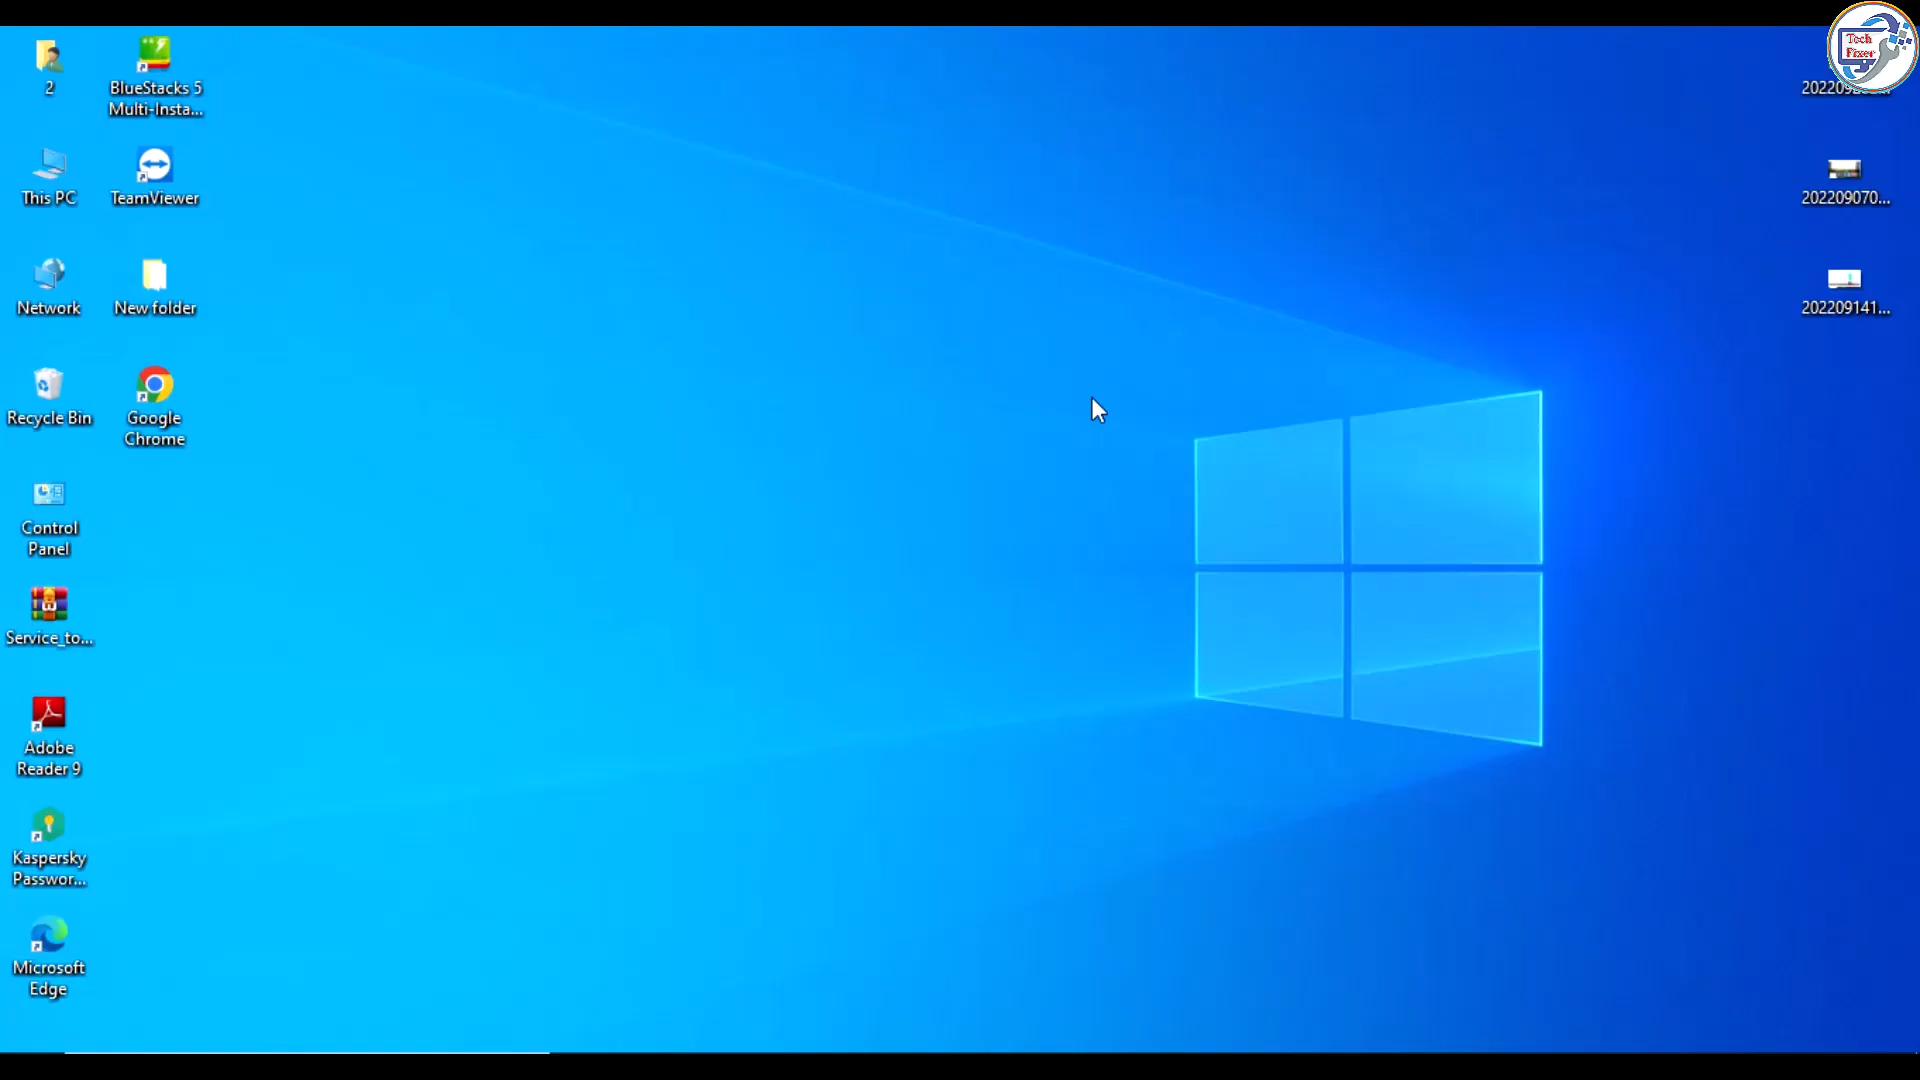 2
BlueStacks 5
Multi-Insta...
This PC
TeamViewer
Network
New folder
Recycle Bin
Google
Chrome
Control
Panel
Service_to...
Adobe
Reader 9
Kaspersky
Passwor...
Microsoft
Edge
Tech
Fixer
202209070...
202209141...